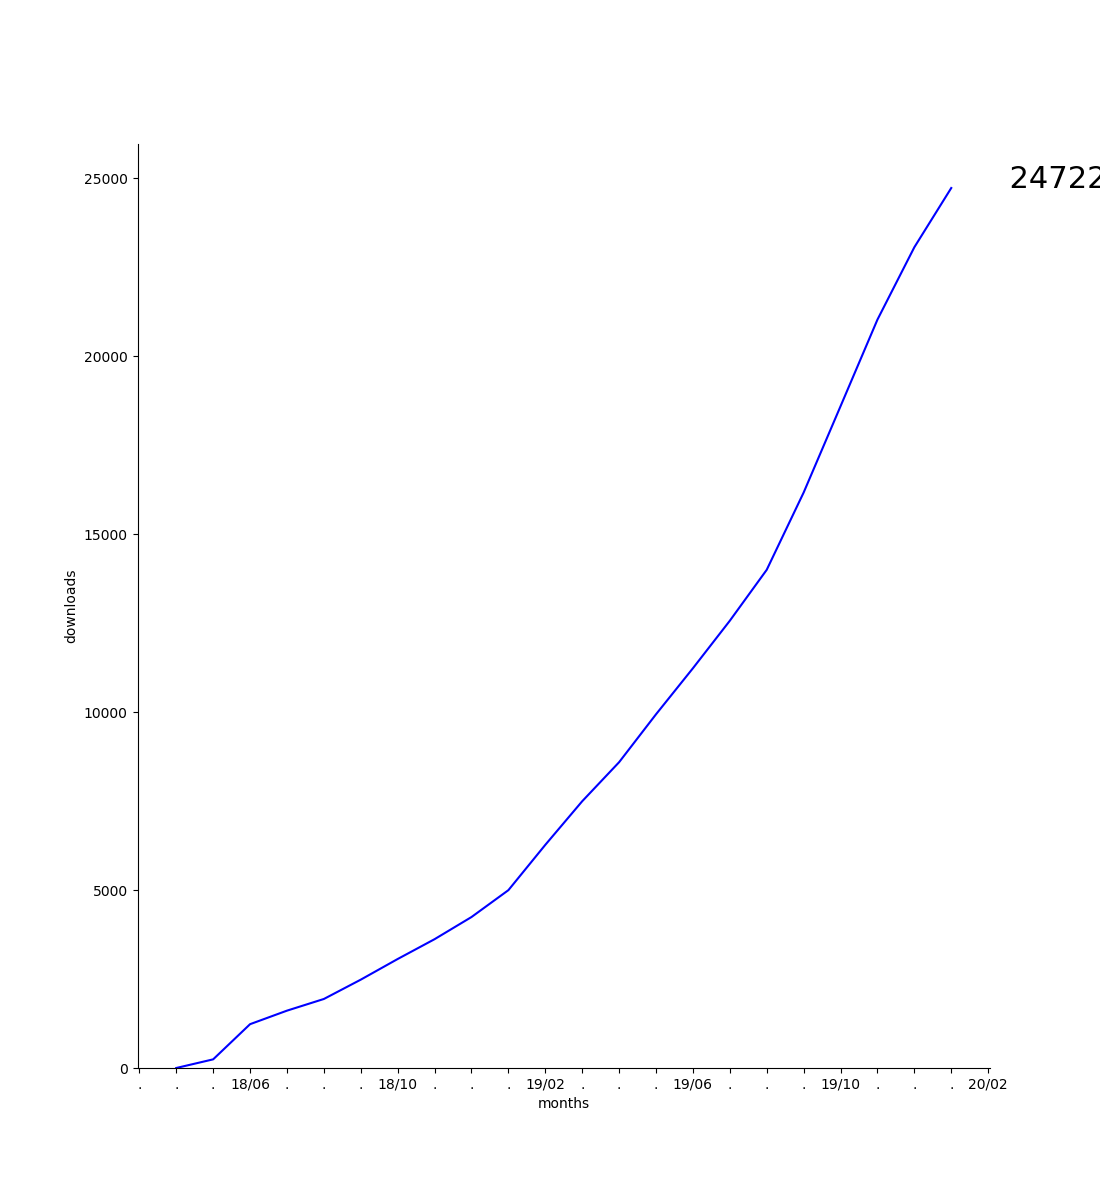 24722
25000
20000
15000
10000
5000
0
downloads
. . . 18/06 . . . 18/10 . . . 19/02 . . . 19/06 . . . 19/10 . . . 20/02
months